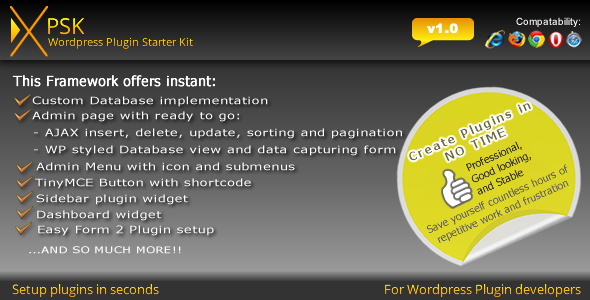 PSK
Wordpress Plugin Starter Kit
v1.0
Compatability:
This Framework offers instant:
Custom Database implementation
Admin page with ready to go:
- AJAX insert, delete, update, sorting and pagination
- WP styled Database view and data capturing form
Admin Menu with icon and submenus
TinyMCE Button with shortcode
Sidebar plugin widget
Dashboard widget
Easy Form 2 Plugin setup
...AND SO MUCH MORE!!
Create Plugins in
NO TIME
Professional,
Good looking,
and Stable
Save yourself countless hours of
repetitive work and frustration
Setup plugins in seconds
For Wordpress Plugin developers